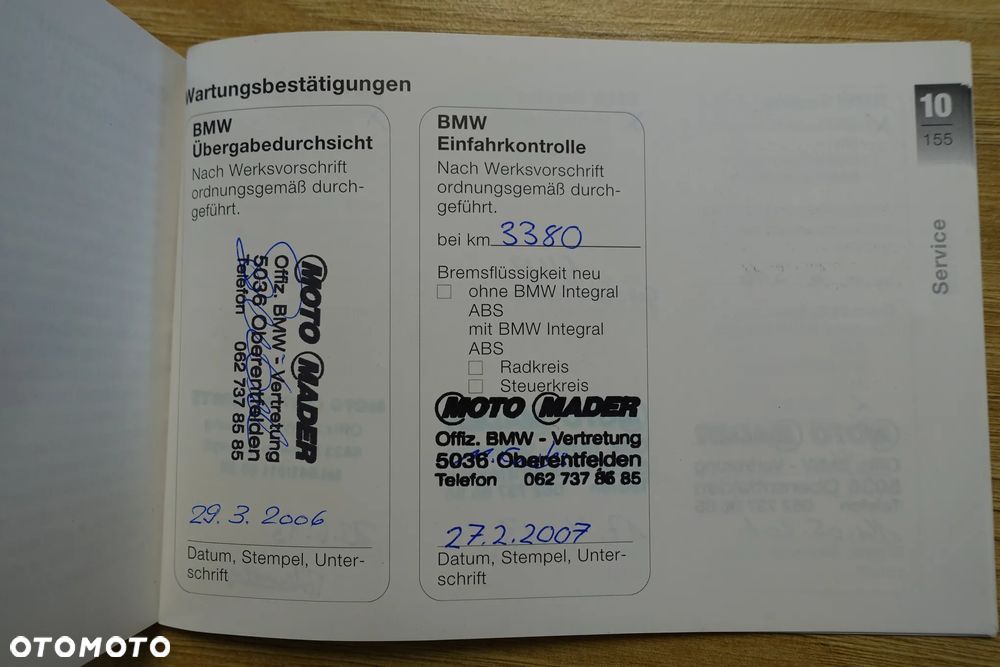 Wartungsbestätigungen
BMW
Übergabedurchsicht
Nach Werksvorschrift
ordnungsgemäß durch-
geführt.
MOTO MADER
Offiz. BMW - Vertretung
5036 Oberentfelden
Telefon 062 737 85 85
29.3.2006
Datum, Stempel, Unter-
schrift
BMW
Einfahrkontrolle
Nach Werksvorschrift
ordnungsgemäß durch-
geführt.
bei km 3380
Bremsflüssigkeit neu
ohne BMW Integral
ABS
mit BMW Integral
ABS
Radkreis
Steuerkreis
MOTO MADER
Offiz. BMW - Vertretung
5036 Oberentfelden
Telefon 062 737 85 85
27.2.2007
Datum, Stempel, Unter-
schrift
10
155
Service
OTOMOTO